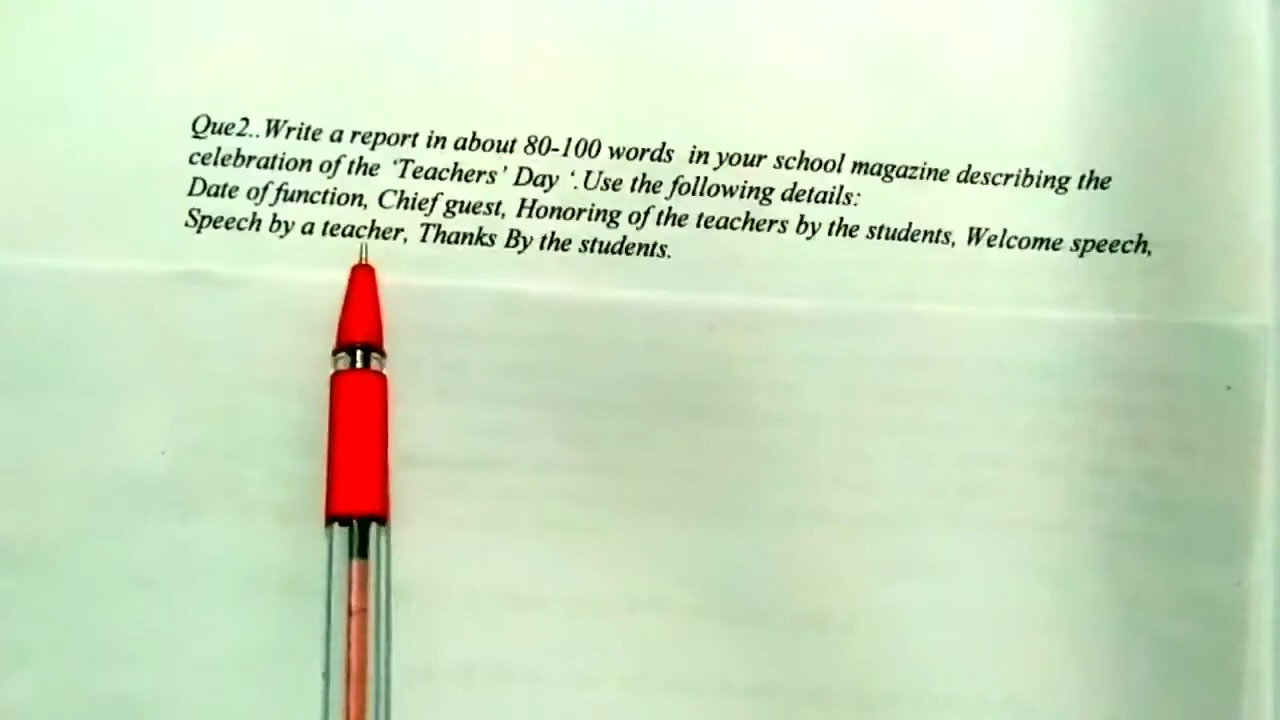 Que2..Write a report in about 80-100 words in your school magazine describing the
celebration of the ‘Teachers’ Day ‘.Use the following details:
Date of function, Chief guest, Honoring of the teachers by the students, Welcome speech,
Speech by a teacher, Thanks By the students.